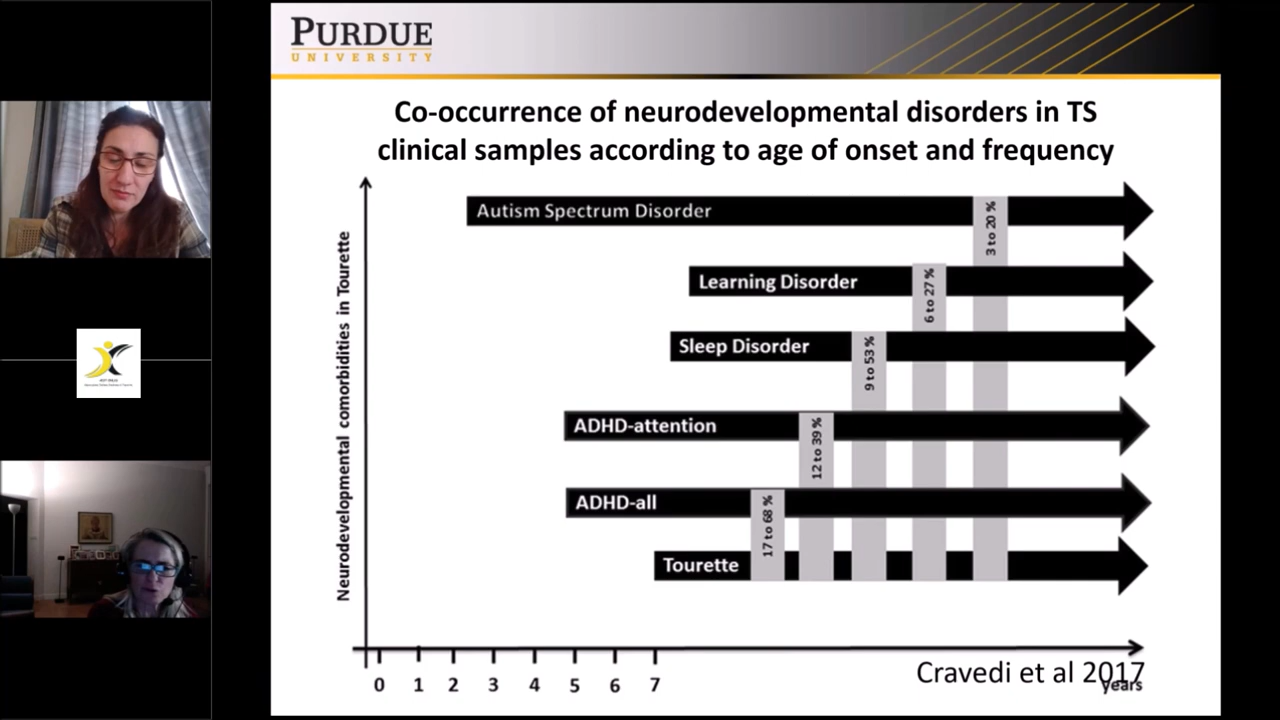 PURDUE
UNIVERSITY
Co-occurrence of neurodevelopmental disorders in TS
clinical samples according to age of onset and frequency
Neurodevelopmental comorbidities in Tourette
Autism Spectrum Disorder
3 to 20 %
Learning Disorder
6 to 27 %
Sleep Disorder
9 to 53 %
ADHD-attention
12 to 39 %
ADHD-all
17 to 68 %
Tourette
0 1 2 3 4 5 6 7
years
Cravedi et al 2017